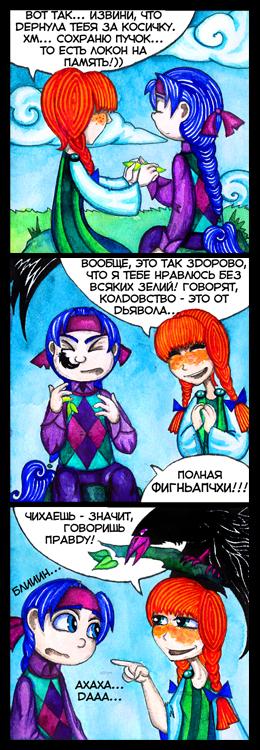 ВОТ ТАК... ИЗВИНИ, ЧТО
ДЕРНУЛА ТЕБЯ ЗА КОСИЧКУ.
ХМ... СОХРАНЮ ПУЧОК...
ТО ЕСТЬ ЛОКОН НА
ПАМЯТЬ!))
ВООБЩЕ, ЭТО ТАК ЗДОРОВО,
ЧТО Я ТЕБЕ НРАВЛЮСЬ БЕЗ
ВСЯКИХ ЗЕЛИЙ! ГОВОРЯТ,
КОЛДОВСТВО - ЭТО ОТ
ДЬЯВОЛА...
ПОЛНАЯ
ФИГНЬАПЧХИ!!!
ЧИХАЕШЬ - ЗНАЧИТ,
ГОВОРИШЬ
ПРАВДУ!
БЛИИИН...
АХАХА...
ДААА...